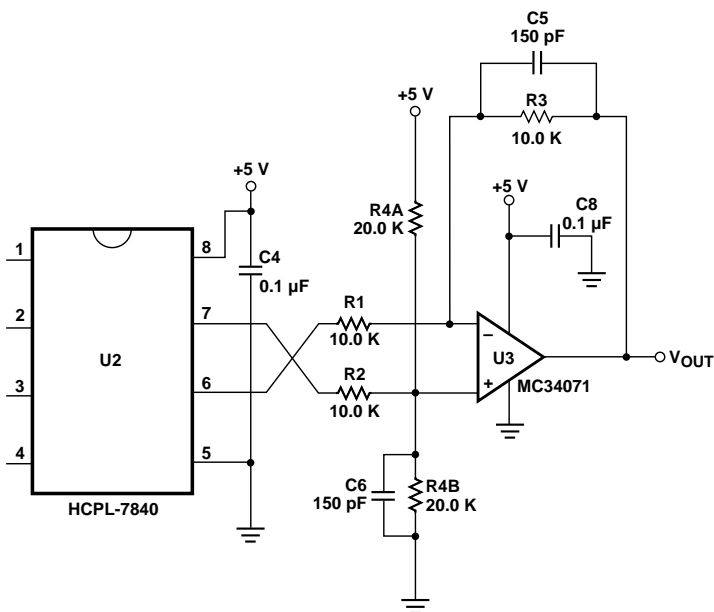 C5
150 pF
+5 V
R3
10.0 K
+5 V
+5 V
R4A
20.0 K
C8
0.1 µF
1
8
C4
0.1 µF
2
7
R1
10.0 K
U2
–
U3
VOUT
R2
10.0 K
+
MC34071
3
6
4
5
C6
150 pF
R4B
20.0 K
HCPL-7840